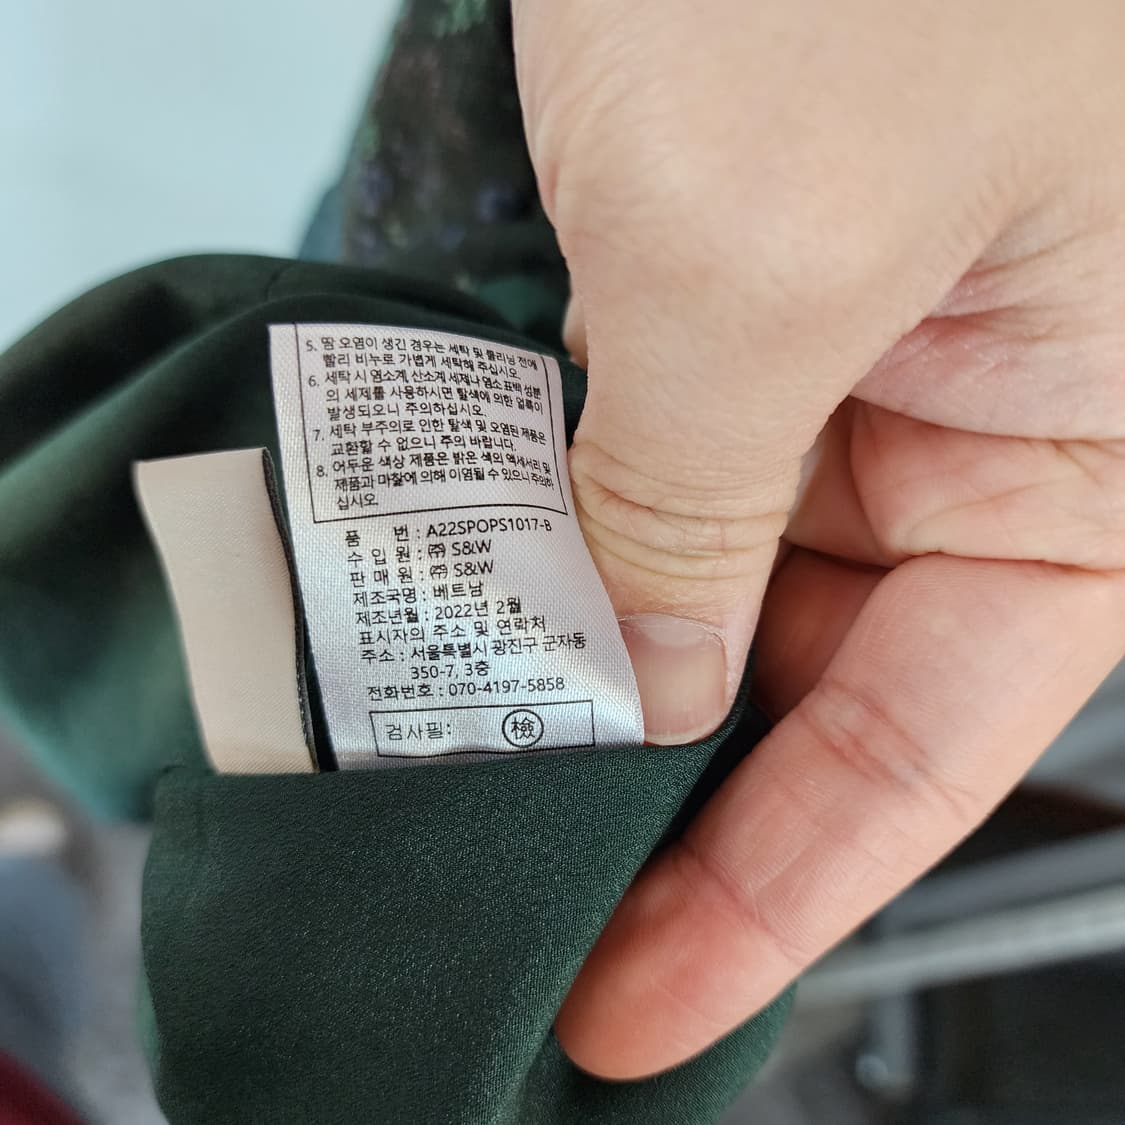 5. 땀 오염이 생긴 경우는 세탁 및 클리닝 전에
빨리 비누로 가볍게 세탁해 주십시오.
6. 세탁 시 염소계, 산소계 세제나 염소 표백 성분
의 세제를 사용하시면 탈색에 의한 얼룩이
발생되오니 주의하십시오.
7. 세탁 부주의로 인한 탈색 및 오염된 제품은
교환할 수 없으니 주의 바랍니다.
8. 어두운 색상 제품은 밝은 색의 액세서리 및
제품과 마찰에 의해 이염될 수 있으니 주의하
십시오.
품 번 : A22SPOPS1017-B
수 입 원 : ㈜ S&W
판 매 원 : ㈜ S&W
제조국명 : 베트남
제조년월 : 2022년 2월
표시자의 주소 및 연락처
주소 : 서울특별시 광진구 군자동
350-7, 3층
전화번호 : 070-4197-5858
검사필: 檢